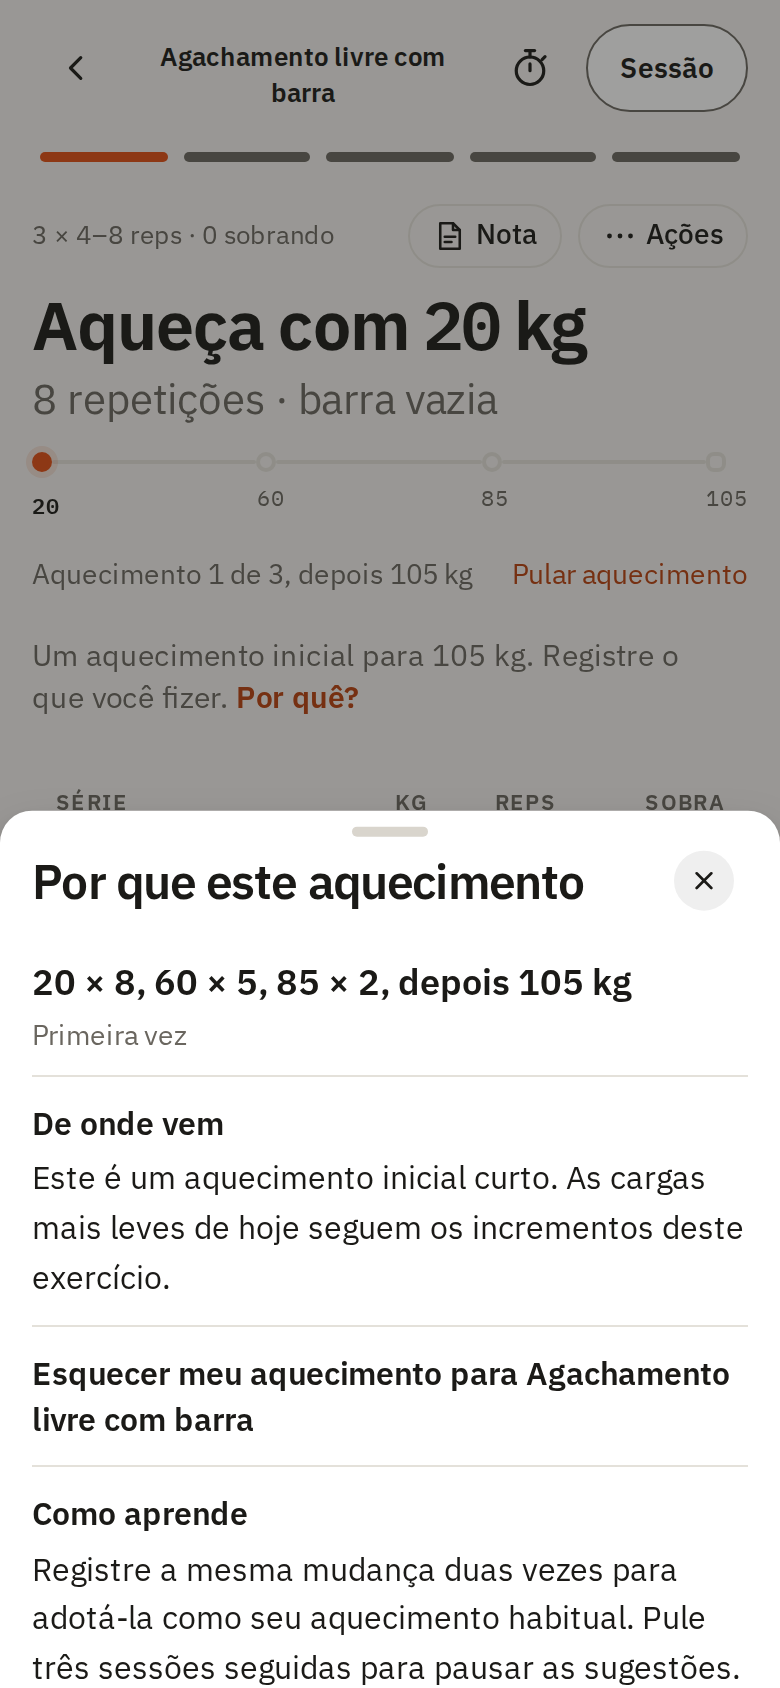 Agachamento livre com
barra
Sessão
3 × 4–8 reps · 0 sobrando
Nota
Ações
Aqueça com 20 kg
8 repetições · barra vazia
20
60
85
105
Aquecimento 1 de 3, depois 105 kg
Pular aquecimento
Um aquecimento inicial para 105 kg. Registre o
que você fizer. Por quê?
SÉRIE
KG
REPS
SOBRA
Por que este aquecimento
20 × 8, 60 × 5, 85 × 2, depois 105 kg
Primeira vez
De onde vem
Este é um aquecimento inicial curto. As cargas
mais leves de hoje seguem os incrementos deste
exercício.
Esquecer meu aquecimento para Agachamento
livre com barra
Como aprende
Registre a mesma mudança duas vezes para
adotá-la como seu aquecimento habitual. Pule
três sessões seguidas para pausar as sugestões.